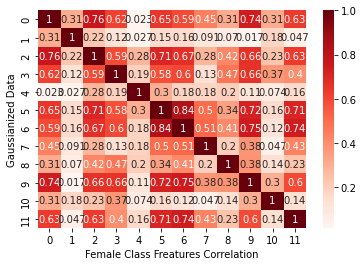 Gaussianized Data
0 1 0.31 0.76 0.62 0.023 0.65 0.59 0.45 0.31 0.74 0.31 0.63
1 0.31 1 0.22 0.12 0.027 0.15 0.16 0.091 0.07 0.017 0.18 0.047
2 0.76 0.22 1 0.59 0.28 0.71 0.67 0.28 0.42 0.66 0.23 0.63
3 0.62 0.12 0.59 1 0.19 0.58 0.6 0.13 0.47 0.66 0.37 0.4
4 0.023 0.027 0.28 0.19 1 0.3 0.18 0.18 0.2 0.11 0.074 0.16
5 0.65 0.15 0.71 0.58 0.3 1 0.84 0.5 0.34 0.72 0.16 0.71
6 0.59 0.16 0.67 0.6 0.18 0.84 1 0.51 0.41 0.75 0.12 0.74
7 0.45 0.091 0.28 0.13 0.18 0.5 0.51 1 0.2 0.38 0.047 0.43
8 0.31 0.07 0.42 0.47 0.2 0.34 0.41 0.2 1 0.38 0.14 0.23
9 0.74 0.017 0.66 0.66 0.11 0.72 0.75 0.38 0.38 1 0.3 0.6
10 0.31 0.18 0.23 0.37 0.074 0.16 0.12 0.047 0.14 0.3 1 0.14
11 0.63 0.047 0.63 0.4 0.16 0.71 0.74 0.43 0.23 0.6 0.14 1
0 1 2 3 4 5 6 7 8 9 10 11
Female Class Freatures Correlation
1.0
0.8
0.6
0.4
0.2